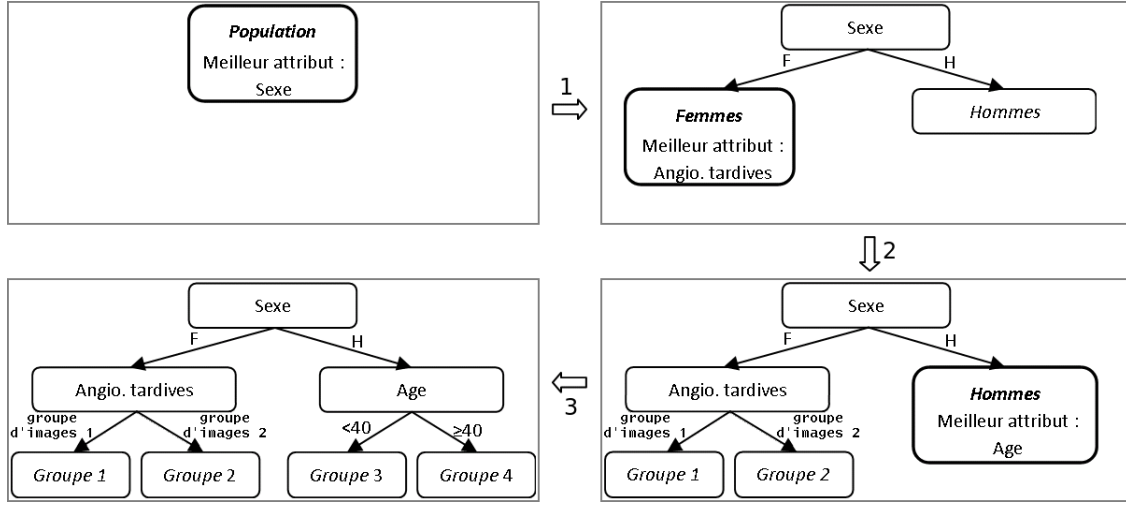 Population
Meilleur attribut :
Sexe
1
Sexe
F
H
Femmes
Meilleur attribut :
Angio. tardives
Hommes
2
Sexe
F
H
Angio. tardives
Hommes
Meilleur attribut :
Age
groupe
d'images 1
groupe
d'images 2
Groupe 1
Groupe 2
3
Sexe
F
H
Angio. tardives
Age
groupe
d'images 1
groupe
d'images 2
<40
≥40
Groupe 1
Groupe 2
Groupe 3
Groupe 4